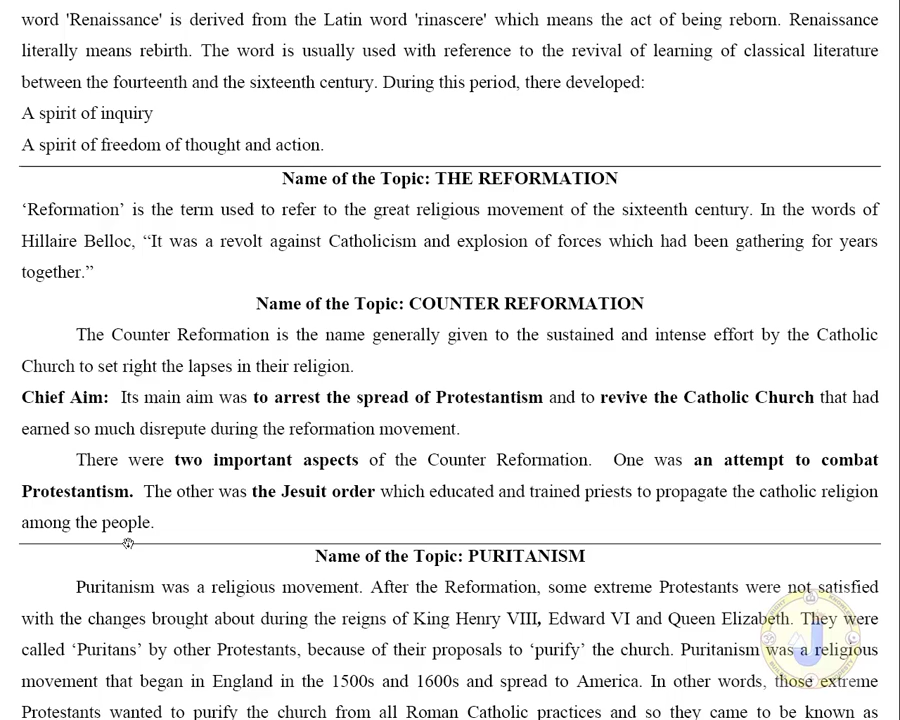 word 'Renaissance' is derived from the Latin word 'rinascere' which means the act of being reborn. Renaissance
literally means rebirth. The word is usually used with reference to the revival of learning of classical literature
between the fourteenth and the sixteenth century. During this period, there developed:
A spirit of inquiry
A spirit of freedom of thought and action.
Name of the Topic: THE REFORMATION
‘Reformation’ is the term used to refer to the great religious movement of the sixteenth century. In the words of
Hillaire Belloc, “It was a revolt against Catholicism and explosion of forces which had been gathering for years
together.”
Name of the Topic: COUNTER REFORMATION
The Counter Reformation is the name generally given to the sustained and intense effort by the Catholic
Church to set right the lapses in their religion.
Chief Aim: Its main aim was to arrest the spread of Protestantism and to revive the Catholic Church that had
earned so much disrepute during the reformation movement.
There were two important aspects of the Counter Reformation. One was an attempt to combat
Protestantism. The other was the Jesuit order which educated and trained priests to propagate the catholic religion
among the people.
Name of the Topic: PURITANISM
Puritanism was a religious movement. After the Reformation, some extreme Protestants were not satisfied
with the changes brought about during the reigns of King Henry VIII, Edward VI and Queen Elizabeth. They were
called ‘Puritans’ by other Protestants, because of their proposals to ‘purify’ the church. Puritanism was a religious
movement that began in England in the 1500s and 1600s and spread to America. In other words, those extreme
Protestants wanted to purify the church from all Roman Catholic practices and so they came to be known as